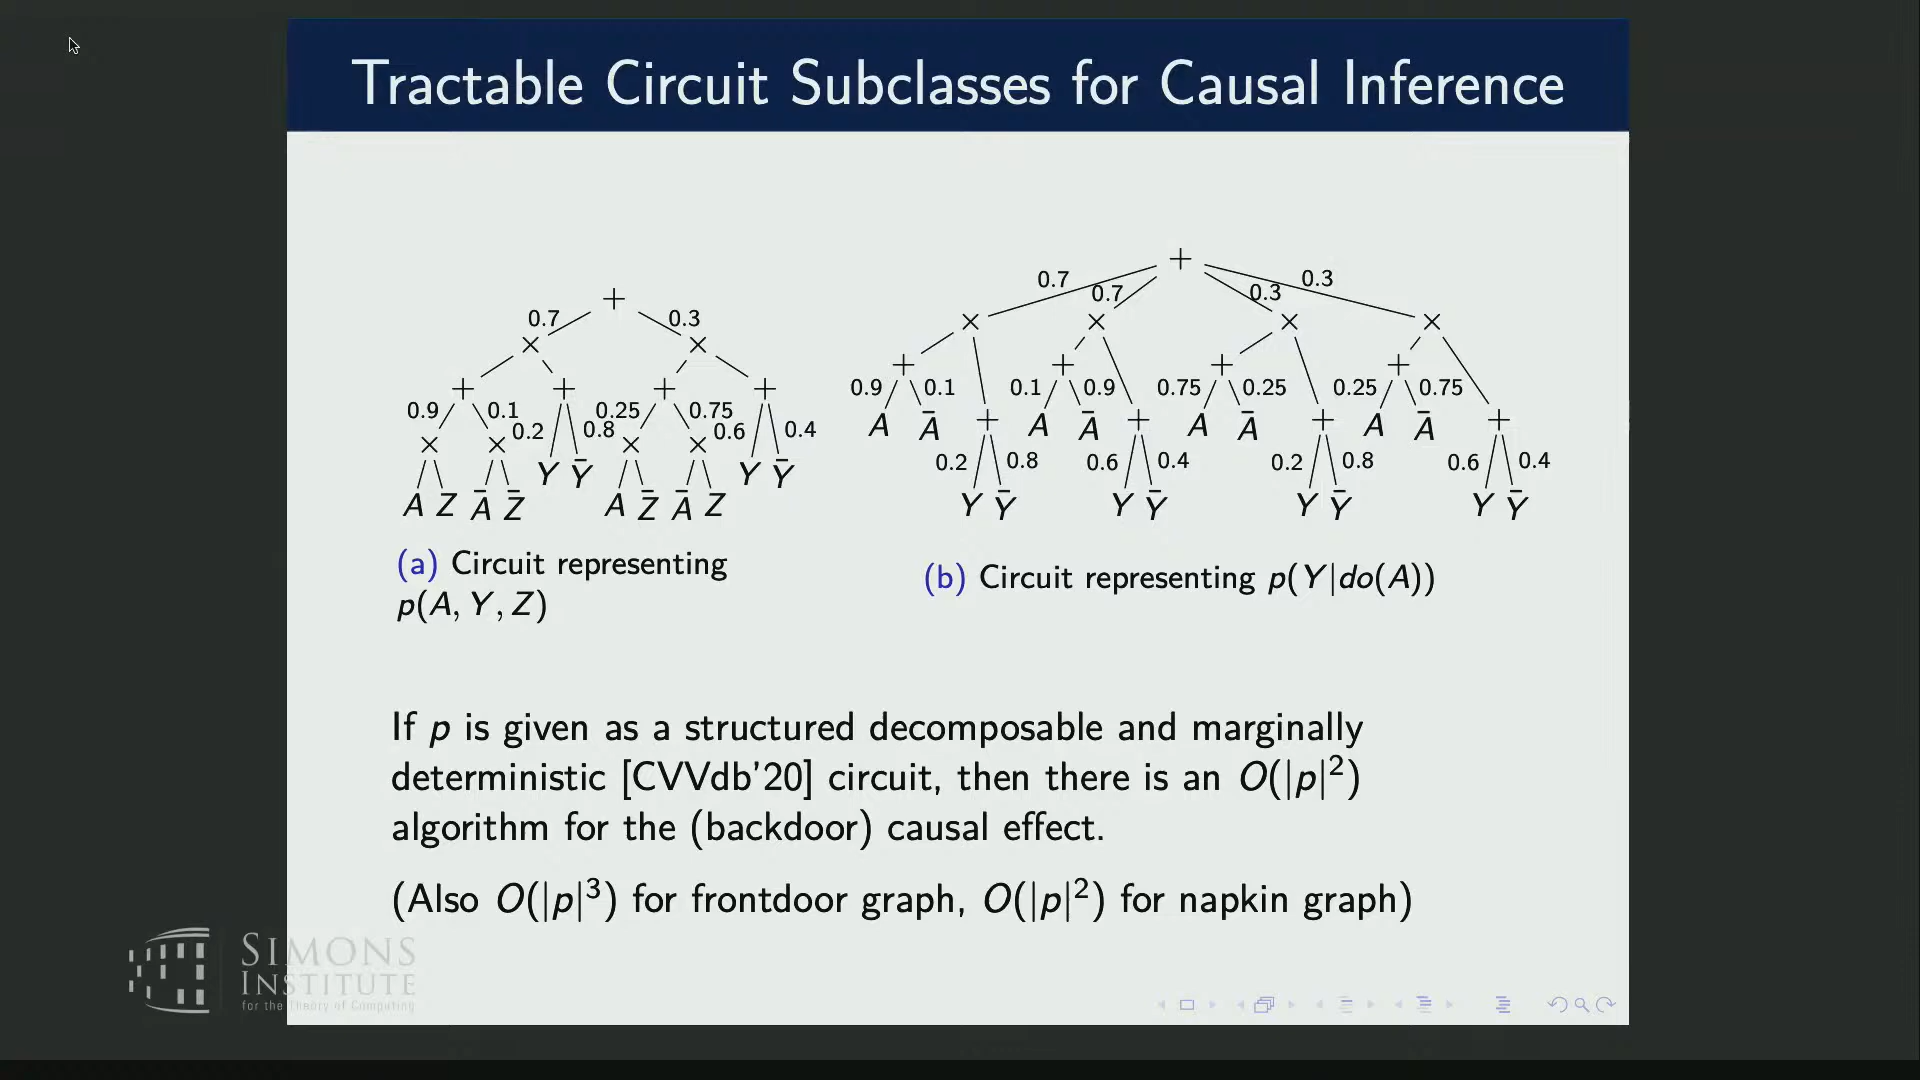 Tractable Circuit Subclasses for Causal Inference
+
0.7 0.3
× ×
+ + + +
0.9 0.1 0.2 0.8 0.25 0.75 0.6 0.4
× × × ×
Y Ȳ Y Ȳ
A Z Ā Z̄ A Z̄ Ā Z
(a) Circuit representing
p(A, Y, Z)
+
0.7 0.7 0.3 0.3
× × × ×
+ + + +
0.9 0.1 0.1 0.9 0.75 0.25 0.25 0.75
A Ā A Ā A Ā A Ā
+ + + +
0.2 0.8 0.6 0.4 0.2 0.8 0.6 0.4
Y Ȳ Y Ȳ Y Ȳ Y Ȳ
(b) Circuit representing p(Y|do(A))
If p is given as a structured decomposable and marginally
deterministic [CVVdb'20] circuit, then there is an O(|p|²)
algorithm for the (backdoor) causal effect.
(Also O(|p|³) for frontdoor graph, O(|p|²) for napkin graph)
SIMONS
INSTITUTE
for the Theory of Computing